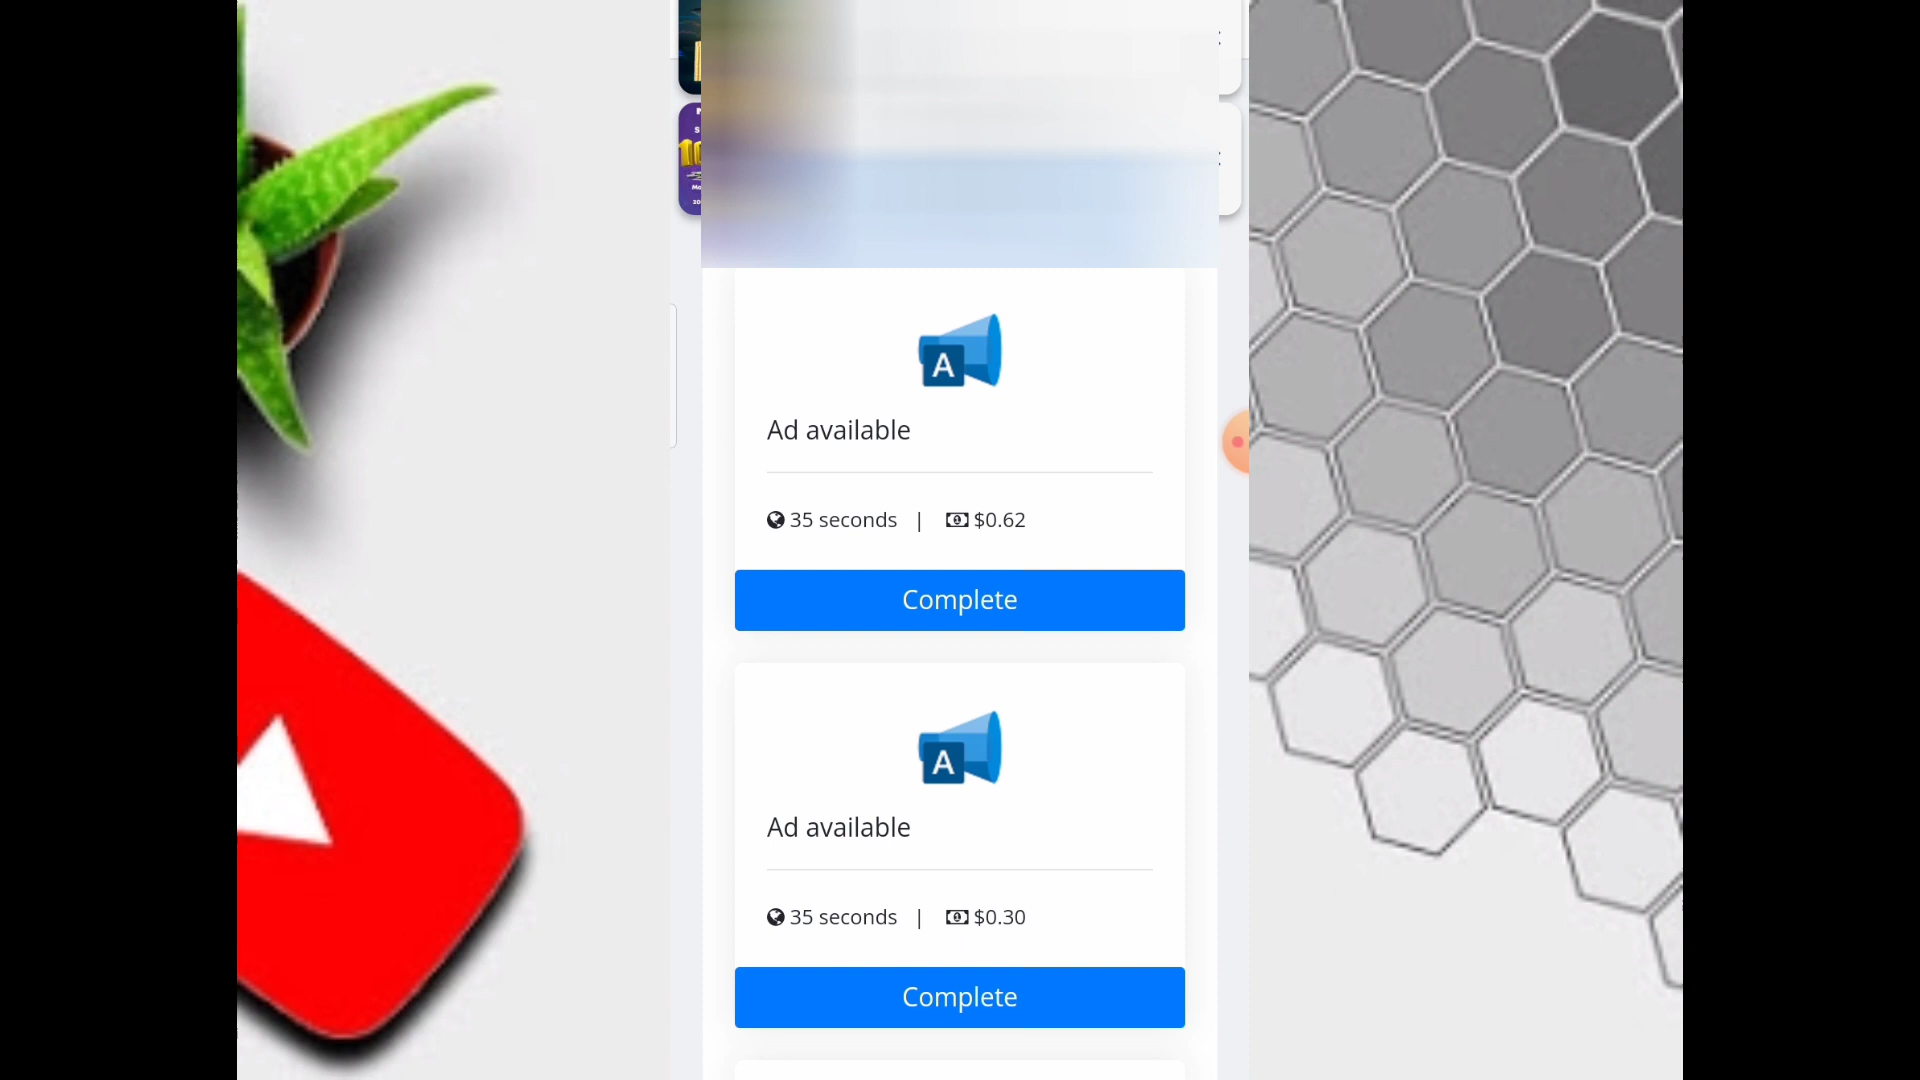 A
Ad available
35 seconds | $0.62
Complete
A
Ad available
35 seconds | $0.30
Complete